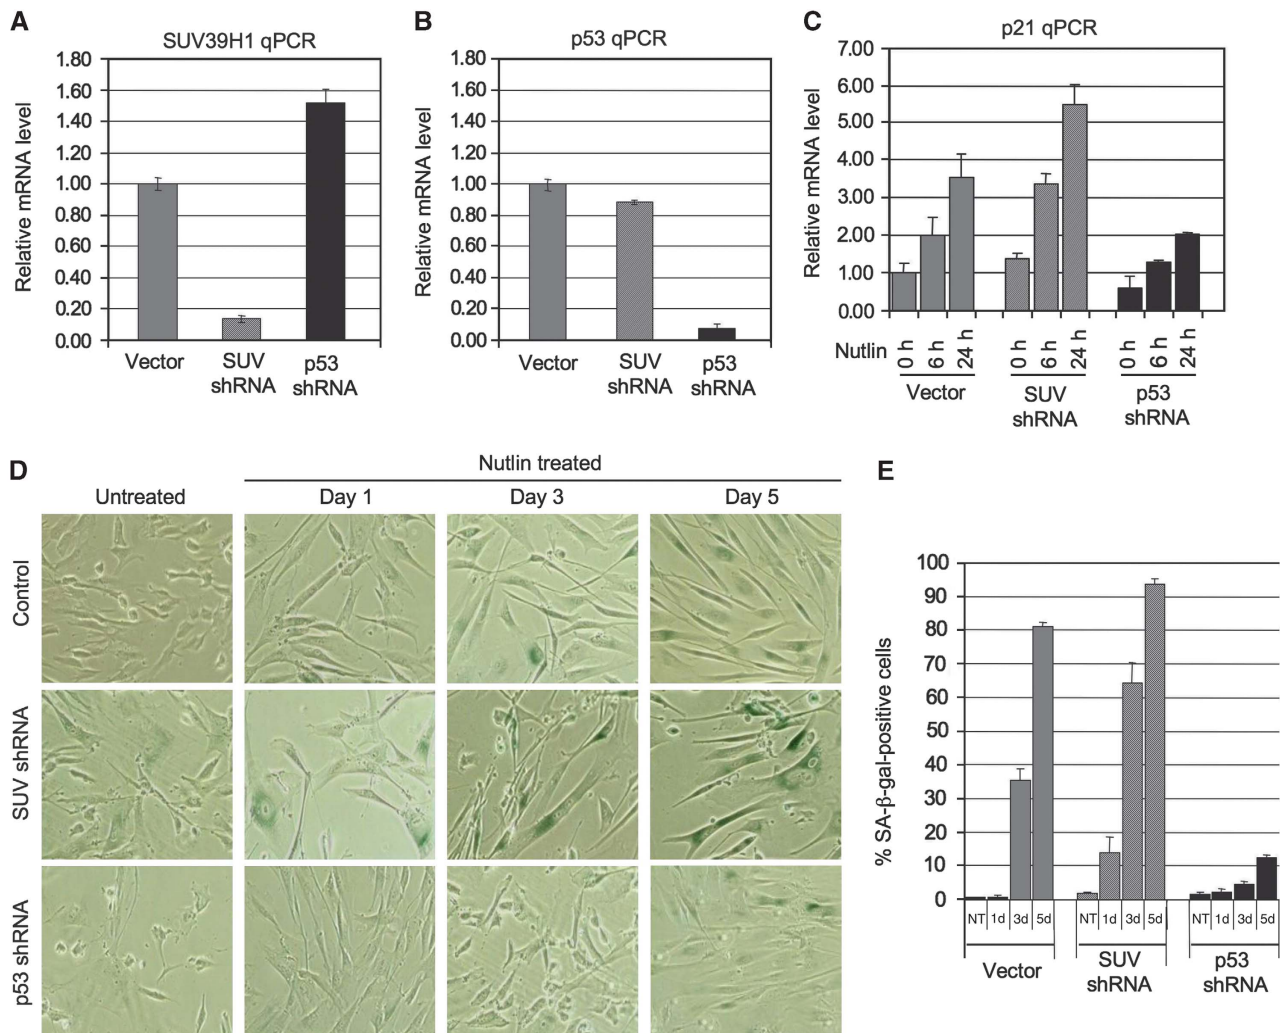 A
SUV39H1 qPCR
Relative mRNA level
1.80
1.60
1.40
1.20
1.00
0.80
0.60
0.40
0.20
0.00
Vector
SUV
shRNA
p53
shRNA
B
p53 qPCR
Relative mRNA level
1.80
1.60
1.40
1.20
1.00
0.80
0.60
0.40
0.20
0.00
Vector
SUV
shRNA
p53
shRNA
C
p21 qPCR
Relative mRNA level
7.00
6.00
5.00
4.00
3.00
2.00
1.00
0.00
Nutlin
0 h
6 h
24 h
0 h
6 h
24 h
0 h
6 h
24 h
Vector
SUV
shRNA
p53
shRNA
D
Nutlin treated
Untreated
Day 1
Day 3
Day 5
Control
SUV shRNA
p53 shRNA
E
% SA-β-gal-positive cells
100
90
80
70
60
50
40
30
20
10
0
NT 1d 3d 5d
NT 1d 3d 5d
NT 1d 3d 5d
Vector
SUV
shRNA
p53
shRNA